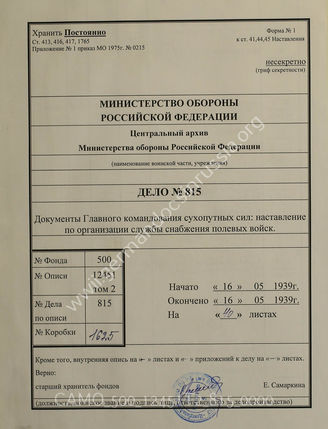 Хранить Постоянно
Ст. 413, 416, 417, 1765
Приложение № 1 приказ МО 1975г. № 0215
Форма № 1
к ст. 41,44,45 Наставления
несекретно
(гриф секретности)
МИНИСТЕРСТВО ОБОРОНЫ
РОССИЙСКОЙ ФЕДЕРАЦИИ
Центральный архив
Министерства обороны Российской Федерации
(наименование воинской части, учреждения)
ДЕЛО № 815
Документы Главного командования сухопутных сил: наставление
по организации службы снабжения полевых войск.
№ Фонда 500
№ Описи 12451
том 2
№ Дела 815
по описи
№ Коробки 1625
Начато « 16 » 05 1939г.
Окончено « 16 » 05 1939г.
На « 40 » листах
Кроме того, внутренняя опись на « » листах и « » приложений к делу на «—» листах.
Верно:
старший хранитель фондов Е. Самаркина